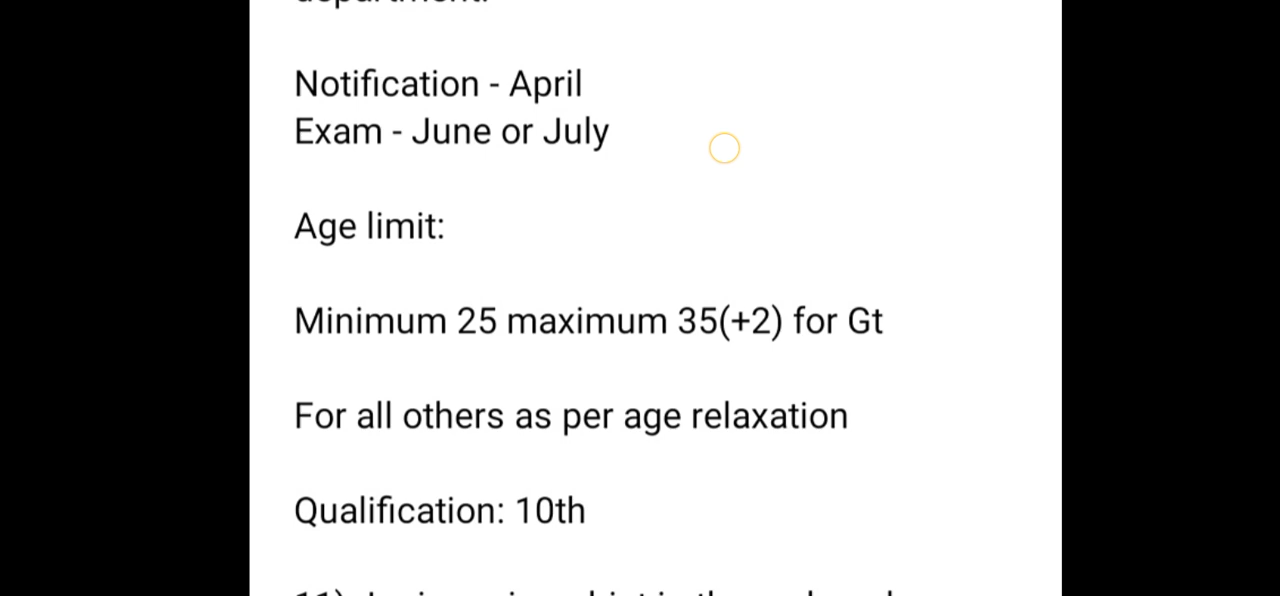 department.
Notification - April
Exam - June or July
Age limit:
Minimum 25 maximum 35(+2) for Gt
For all others as per age relaxation
Qualification: 10th